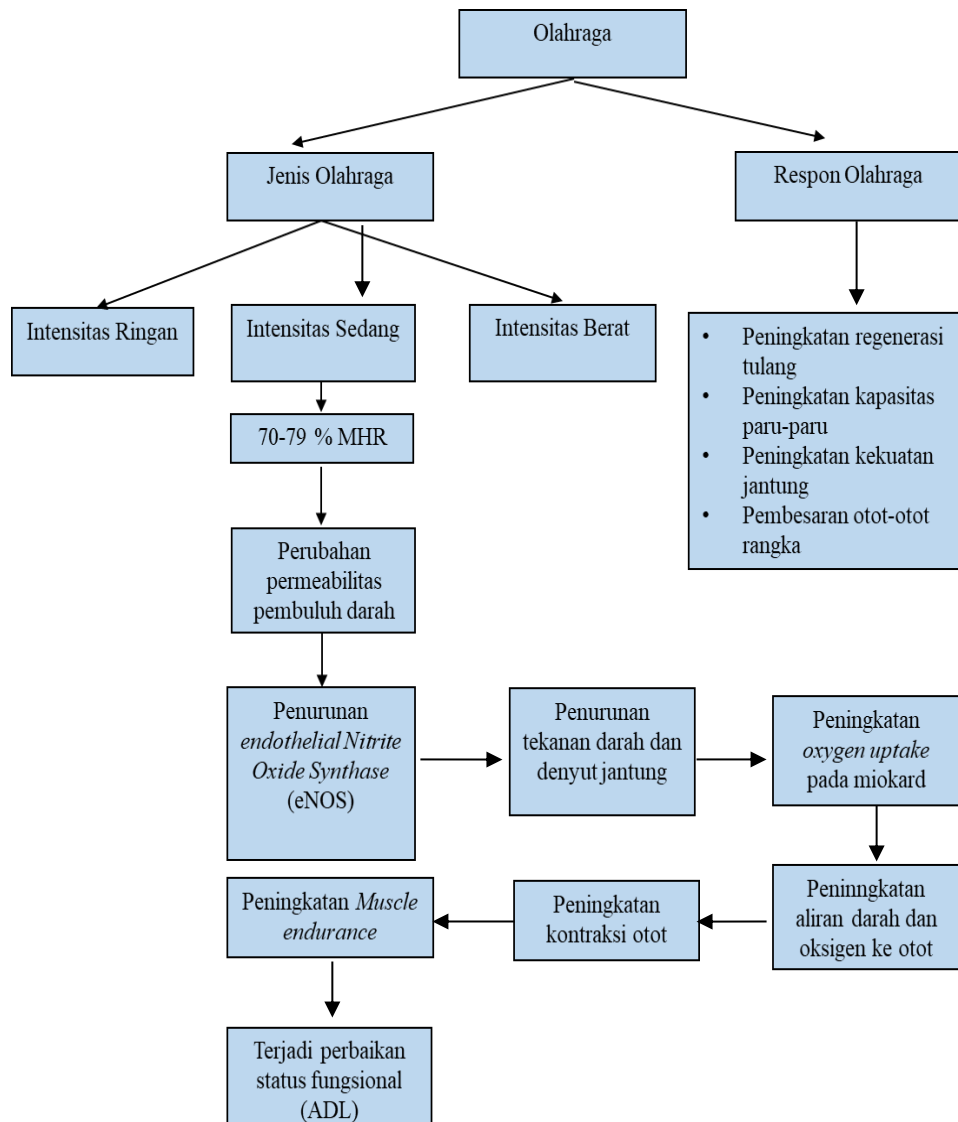 Olahraga
Jenis Olahraga
Respon Olahraga
Intensitas Ringan
Intensitas Sedang
Intensitas Berat
• Peningkatan regenerasi
tulang
• Peningkatan kapasitas
paru-paru
• Peningkatan kekuatan
jantung
• Pembesaran otot-otot
rangka
70-79 % MHR
Perubahan
permeabilitas
pembuluh darah
Penurunan
endothelial Nitrite
Oxide Synthase
(eNOS)
Penurunan
tekanan darah dan
denyut jantung
Peningkatan
oxygen uptake
pada miokard
Peninngkatan
aliran darah dan
oksigen ke otot
Peningkatan
kontraksi otot
Peningkatan Muscle
endurance
Terjadi perbaikan
status fungsional
(ADL)